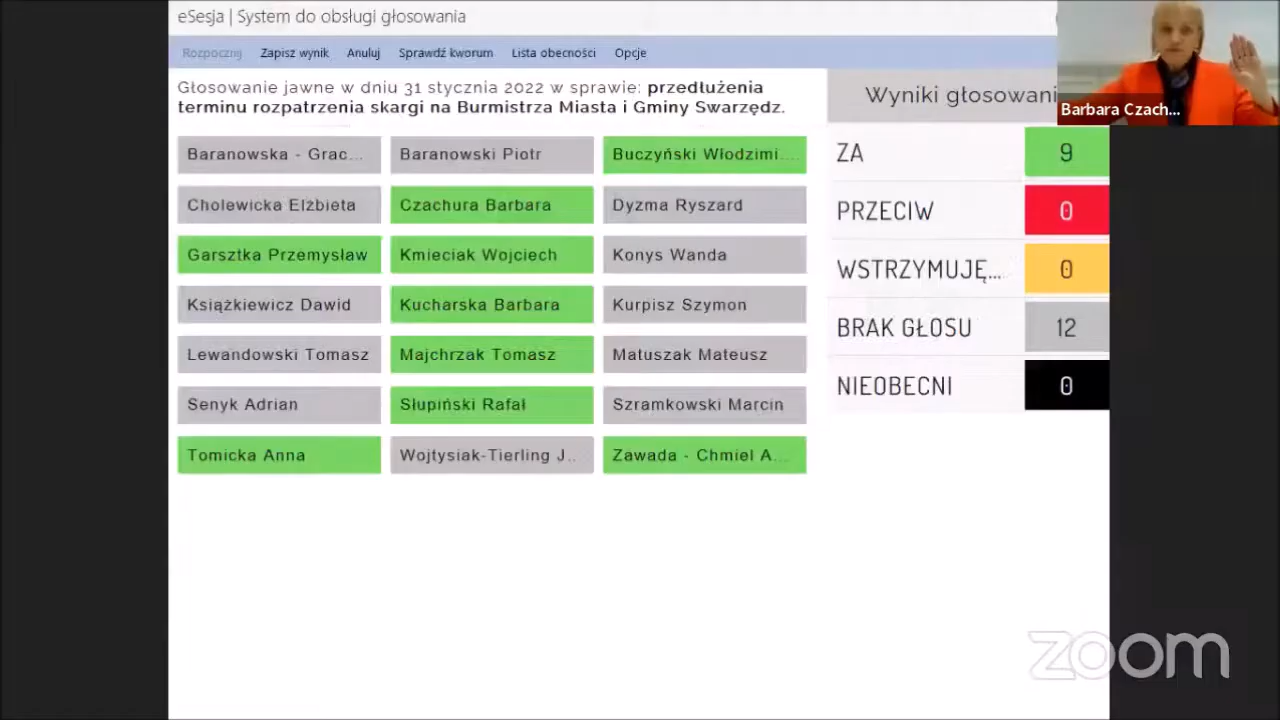 eSesja | System do obsługi głosowania
Rozpocznij Zapisz wynik Anuluj Sprawdź kworum Lista obecności Opcje
Głosowanie jawne w dniu 31 stycznia 2022 w sprawie: przedłużenia
terminu rozpatrzenia skargi na Burmistrza Miasta i Gminy Swarzędz.
Wyniki głosowani
Barbara Czach...
Baranowska - Grac... Baranowski Piotr Buczyński Włodzimi...
Cholewicka Elżbieta Czachura Barbara Dyzma Ryszard
Garsztka Przemysław Kmieciak Wojciech Konys Wanda
Książkiewicz Dawid Kucharska Barbara Kurpisz Szymon
Lewandowski Tomasz Majchrzak Tomasz Matuszak Mateusz
Senyk Adrian Słupiński Rafał Szramkowski Marcin
Tomicka Anna Wojtysiak-Tierling J... Zawada - Chmiel A...
ZA 9
PRZECIW 0
WSTRZYMUJĘ... 0
BRAK GŁOSU 12
NIEOBECNI 0
zoom